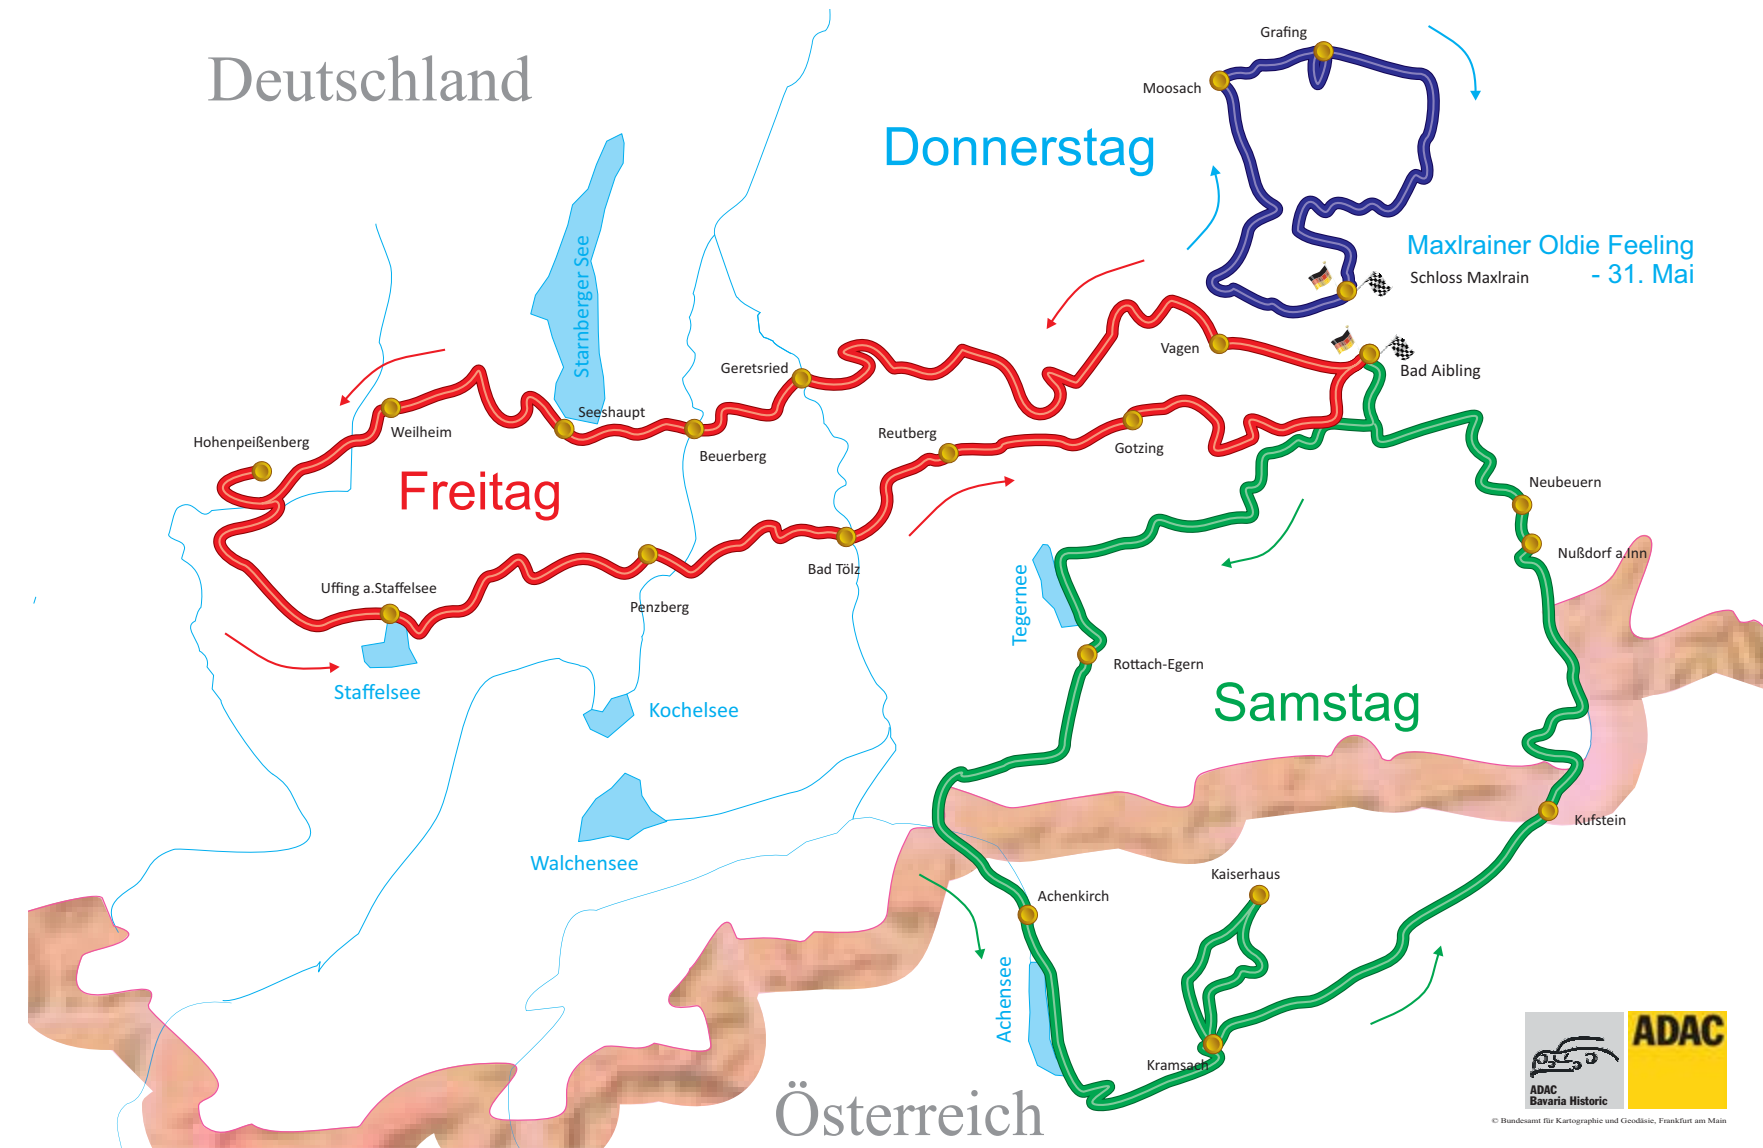 Deutschland
Grafing
Moosach
Donnerstag
Maxlrainer Oldie Feeling
- 31. Mai
Schloss Maxlrain
Starnberger See
Vagen
Bad Aibling
Geretsried
Seeshaupt
Weilheim
Hohenpeißenberg
Beuerberg
Reutberg
Gotzing
Freitag
Neubeuern
Nußdorf a.Inn
Bad Tölz
Uffing a.Staffelsee
Penzberg
Tegernee
Rottach-Egern
Staffelsee
Kochelsee
Samstag
Kufstein
Walchensee
Kaiserhaus
Achenkirch
Achensee
Kramsach
Österreich
ADAC
ADAC
Bavaria Historic
© Bundesamt für Kartographie und Geodäsie, Frankfurt am Main